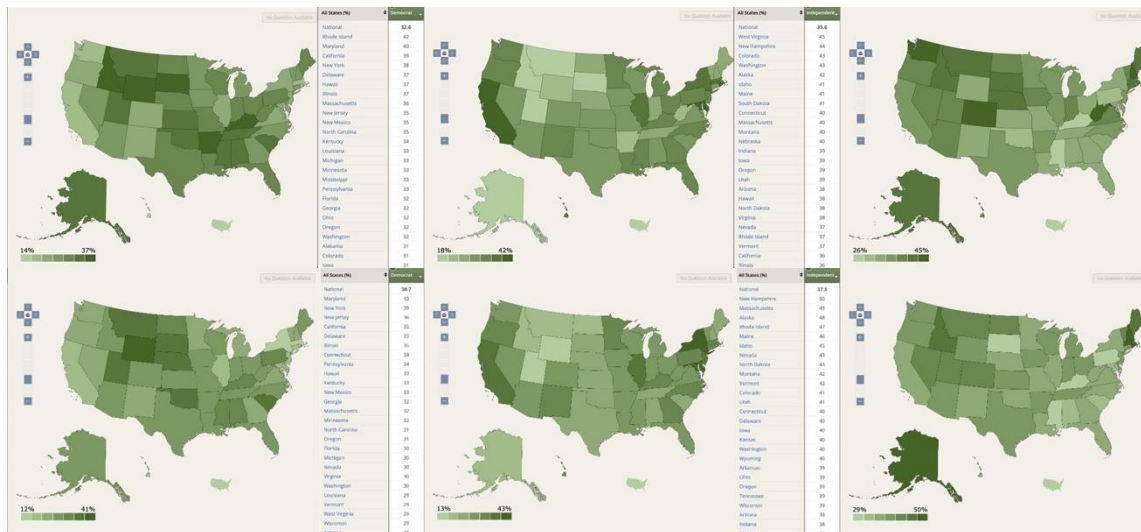 No Question Available
All States (%) Democrat
National 32.6
Rhode Island 42
Maryland 40
California 39
New York 38
Delaware 37
Hawaii 37
Illinois 37
Massachusetts 36
New Jersey 35
New Mexico 35
North Carolina 35
Kentucky 34
Louisiana 33
Michigan 33
Minnesota 33
Mississippi 33
Pennsylvania 33
Florida 32
Georgia 32
Ohio 32
Oregon 32
Washington 32
Alabama 31
Colorado 31
Iowa 31
14% 37%
No Question Available
All States (%) Independent
National 35.6
West Virginia 45
New Hampshire 44
Colorado 43
Washington 43
Alaska 42
Idaho 41
Maine 41
South Dakota 41
Connecticut 40
Massachusetts 40
Montana 40
Nebraska 40
Indiana 39
Iowa 39
Oregon 39
Utah 39
Arizona 38
Hawaii 38
North Dakota 38
Virginia 38
Nevada 37
Rhode Island 37
Vermont 37
California 36
Illinois 36
18% 42%
No Question Available
26% 45%
No Question Available
All States (%) Democrat
National 30.7
Maryland
New York 39
New Jersey 36
California 35
Delaware 35
Illinois 35
Connecticut 34
Pennsylvania 34
Hawaii 33
Kentucky 33
New Mexico 33
Georgia 32
Massachusetts 32
Minnesota 32
North Carolina 31
Oregon 31
Florida 30
Michigan 30
Nevada 30
Virginia 30
Washington 30
Louisiana 29
Vermont 29
West Virginia 29
Wisconsin 29
12% 41%
No Question Available
All States (%) Independent
National 37.3
New Hampshire 50
Massachusetts 49
Alaska 48
Rhode Island 47
Maine 46
Idaho 45
Nevada 43
North Dakota 43
Montana 42
Vermont 42
Colorado 41
Utah 41
Connecticut 40
Delaware 40
Iowa 40
Kansas 40
Washington 40
Wyoming 40
Arkansas 39
Ohio 39
Oregon 39
Tennessee 39
Wisconsin 39
Arizona 38
Indiana 38
13% 43%
No Question Available
29% 50%